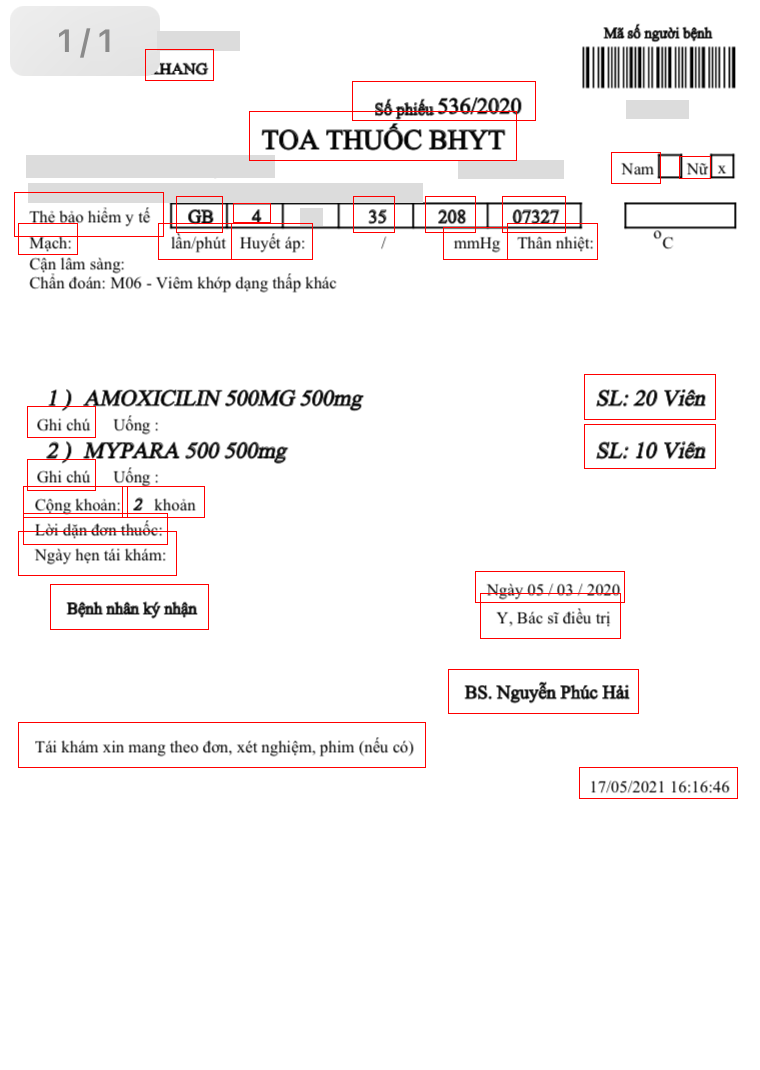 1/1
Mã số người bệnh
.HANG
Số phiếu 536/2020
TOA THUỐC BHYT
Nam Nữ x
Thẻ bảo hiểm y tế GB 4 35 208 07327
Mạch: lần/phút Huyết áp: / mmHg Thân nhiệt: °C
Cận lâm sàng:
Chẩn đoán: M06 - Viêm khớp dạng thấp khác
1 ) AMOXICILIN 500MG 500mg SL: 20 Viên
Ghi chú Uống :
2 ) MYPARA 500 500mg SL: 10 Viên
Ghi chú Uống :
Cộng khoản: 2 khoản
Lời dặn đơn thuốc:
Ngày hẹn tái khám:
Ngày 05 / 03 / 2020
Bệnh nhân ký nhận Y, Bác sĩ điều trị
BS. Nguyễn Phúc Hải
Tái khám xin mang theo đơn, xét nghiệm, phim (nếu có)
17/05/2021 16:16:46